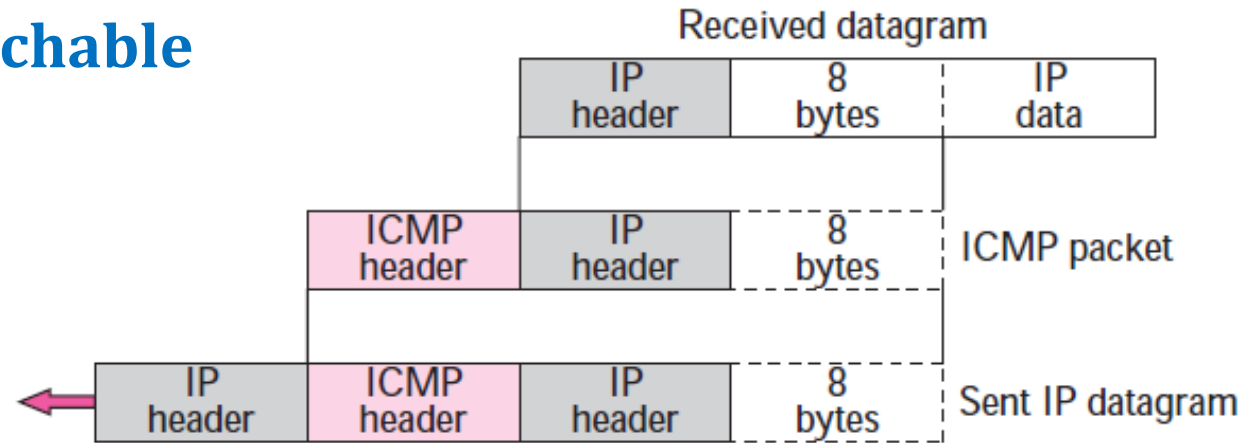 chable
Received datagram
IP header
8 bytes
IP data
ICMP header
IP header
8 bytes
ICMP packet
IP header
ICMP header
IP header
8 bytes
Sent IP datagram